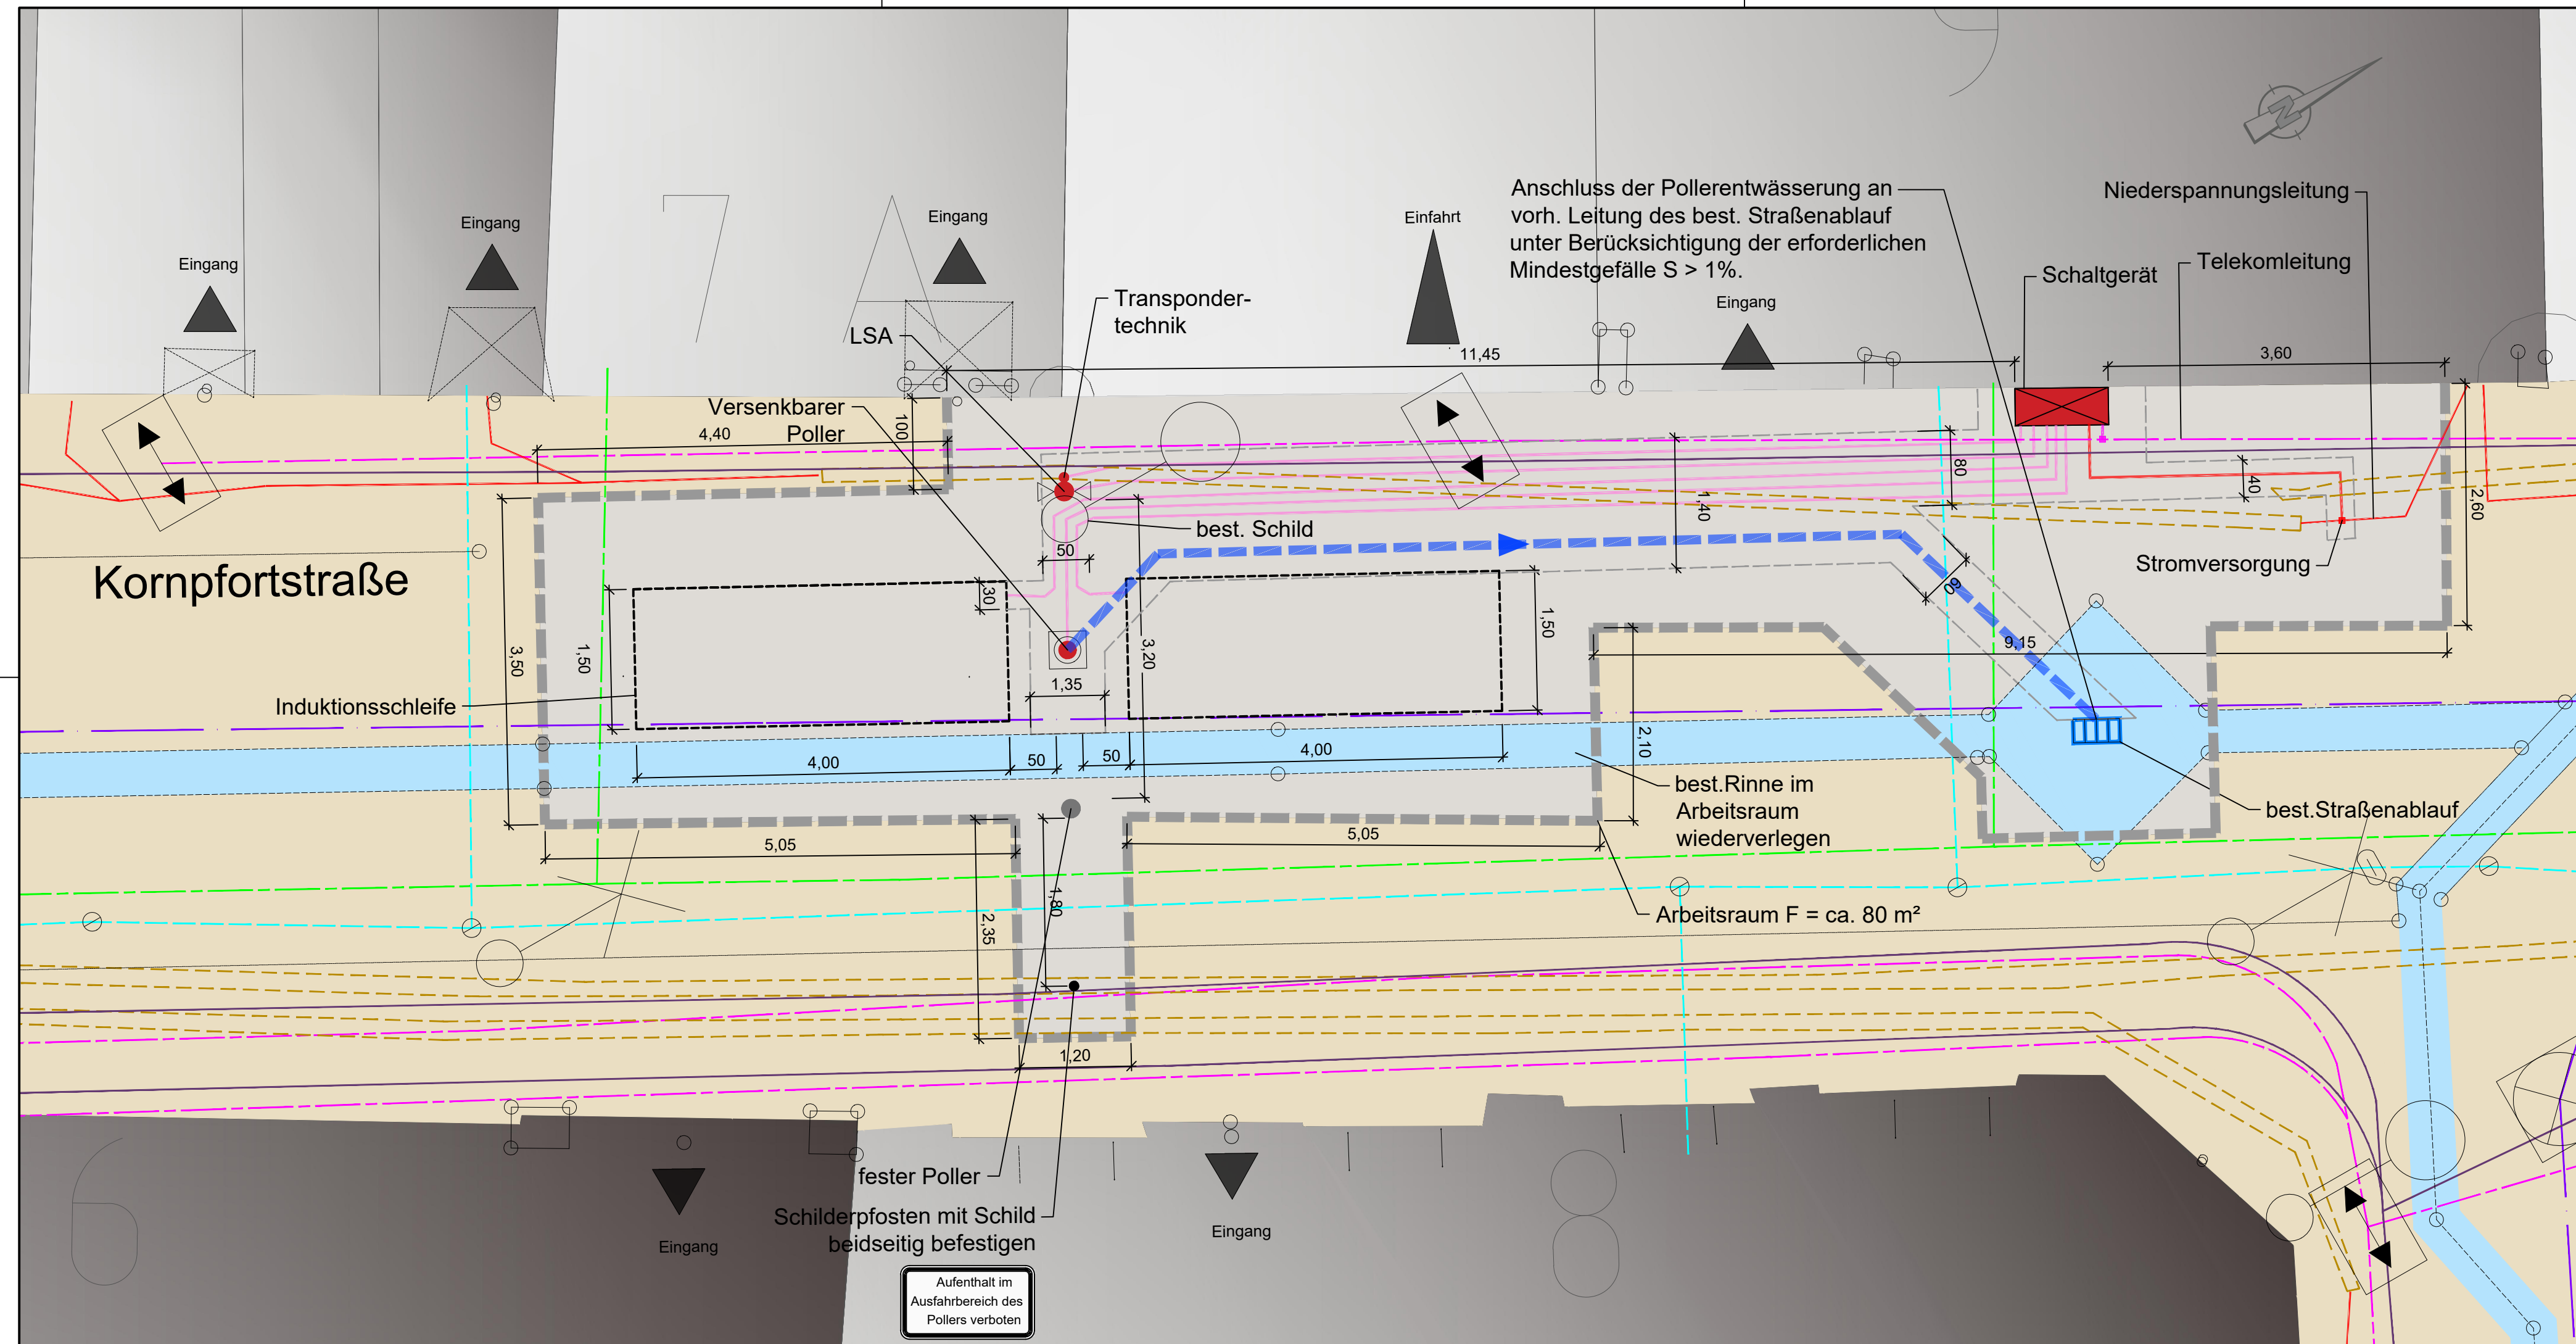 Anschluss der Pollerentwässerung an
vorh. Leitung des best. Straßenablauf
unter Berücksichtigung der erforderlichen
Mindestgefälle S > 1%.
Niederspannungsleitung
Telekomleitung
Schaltgerät
N
7
A
Eingang
Eingang
Eingang
Einfahrt
Eingang
Transponder-
technik
LSA
Versenkbarer
Poller
11,45
3,60
4,40
100
80
40
1,40
2,60
best. Schild
50
Stromversorgung
Kornpfortstraße
30
60
3,50
1,50
3,20
1,50
1,35
9,15
2,10
Induktionsschleife
4,00
50
50
4,00
best.Rinne im
Arbeitsraum
wiederverlegen
best.Straßenablauf
5,05
5,05
1,80
2,35
Arbeitsraum F = ca. 80 m²
1,20
fester Poller
Schilderpfosten mit Schild
beidseitig befestigen
Eingang
Eingang
8
Aufenthalt im
Ausfahrbereich des
Pollers verboten